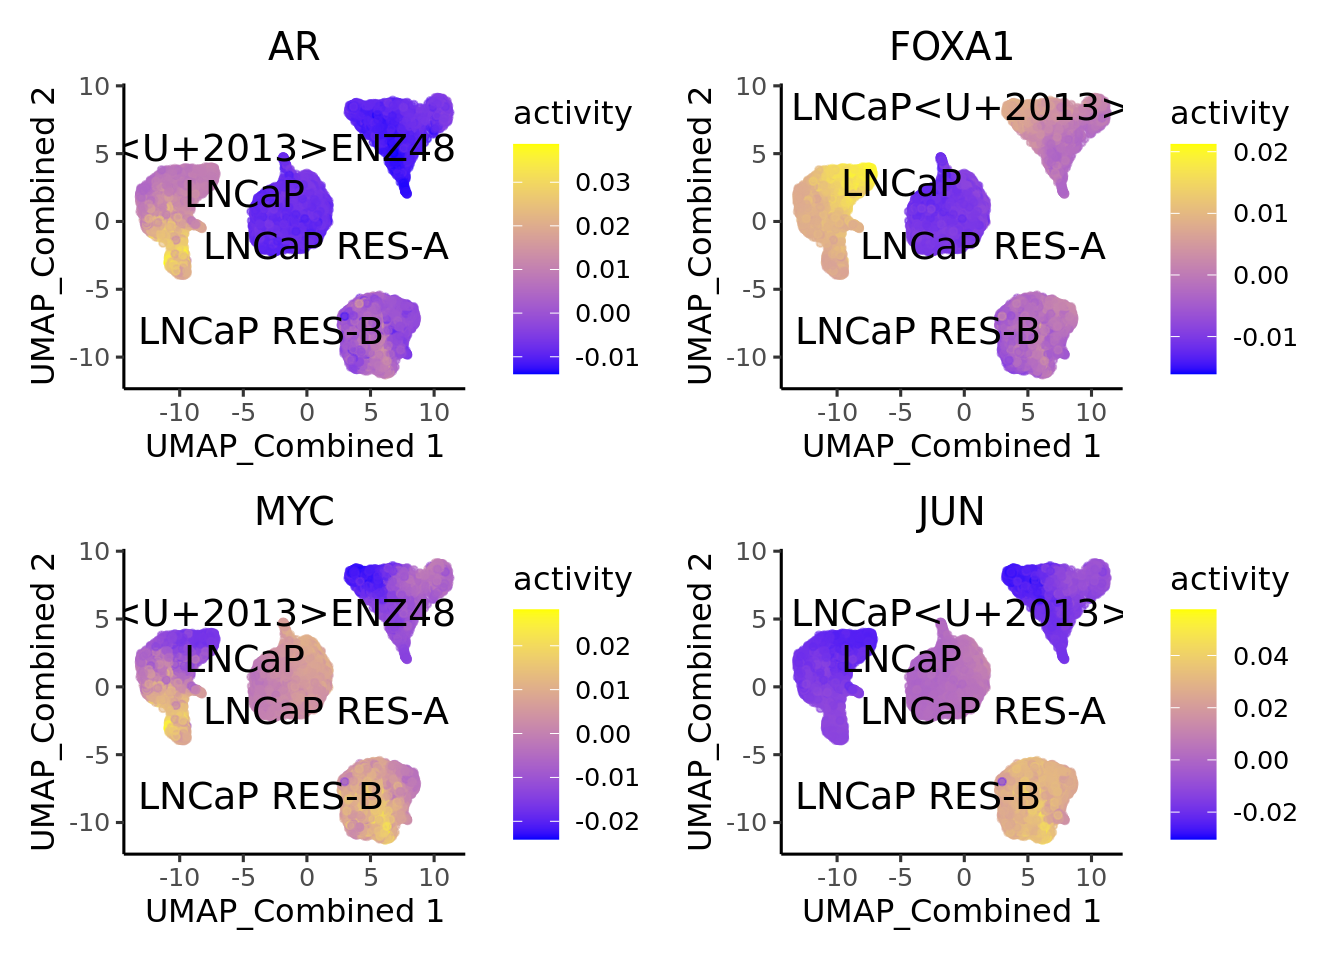 AR
UMAP_Combined 2
10
5
0
-5
-10
<U+2013>ENZ48
LNCaP
LNCaP RES-A
LNCaP RES-B
-10 -5 0 5 10
UMAP_Combined 1
activity
0.03
0.02
0.01
0.00
-0.01
FOXA1
UMAP_Combined 2
10
5
0
-5
-10
LNCaP<U+2013>
LNCaP
LNCaP RES-A
LNCaP RES-B
-10 -5 0 5 10
UMAP_Combined 1
activity
0.02
0.01
0.00
-0.01
MYC
UMAP_Combined 2
10
5
0
-5
-10
<U+2013>ENZ48
LNCaP
LNCaP RES-A
LNCaP RES-B
-10 -5 0 5 10
UMAP_Combined 1
activity
0.02
0.01
0.00
-0.01
-0.02
JUN
UMAP_Combined 2
10
5
0
-5
-10
LNCaP<U+2013>
LNCaP
LNCaP RES-A
LNCaP RES-B
-10 -5 0 5 10
UMAP_Combined 1
activity
0.04
0.02
0.00
-0.02